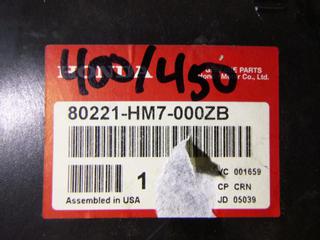 400/450
HONDA
PARTS
Honda Motor Co., Ltd.
80221-HM7-000ZB
1
VC 001659
CP CRN
Assembled in USA
JD 05039